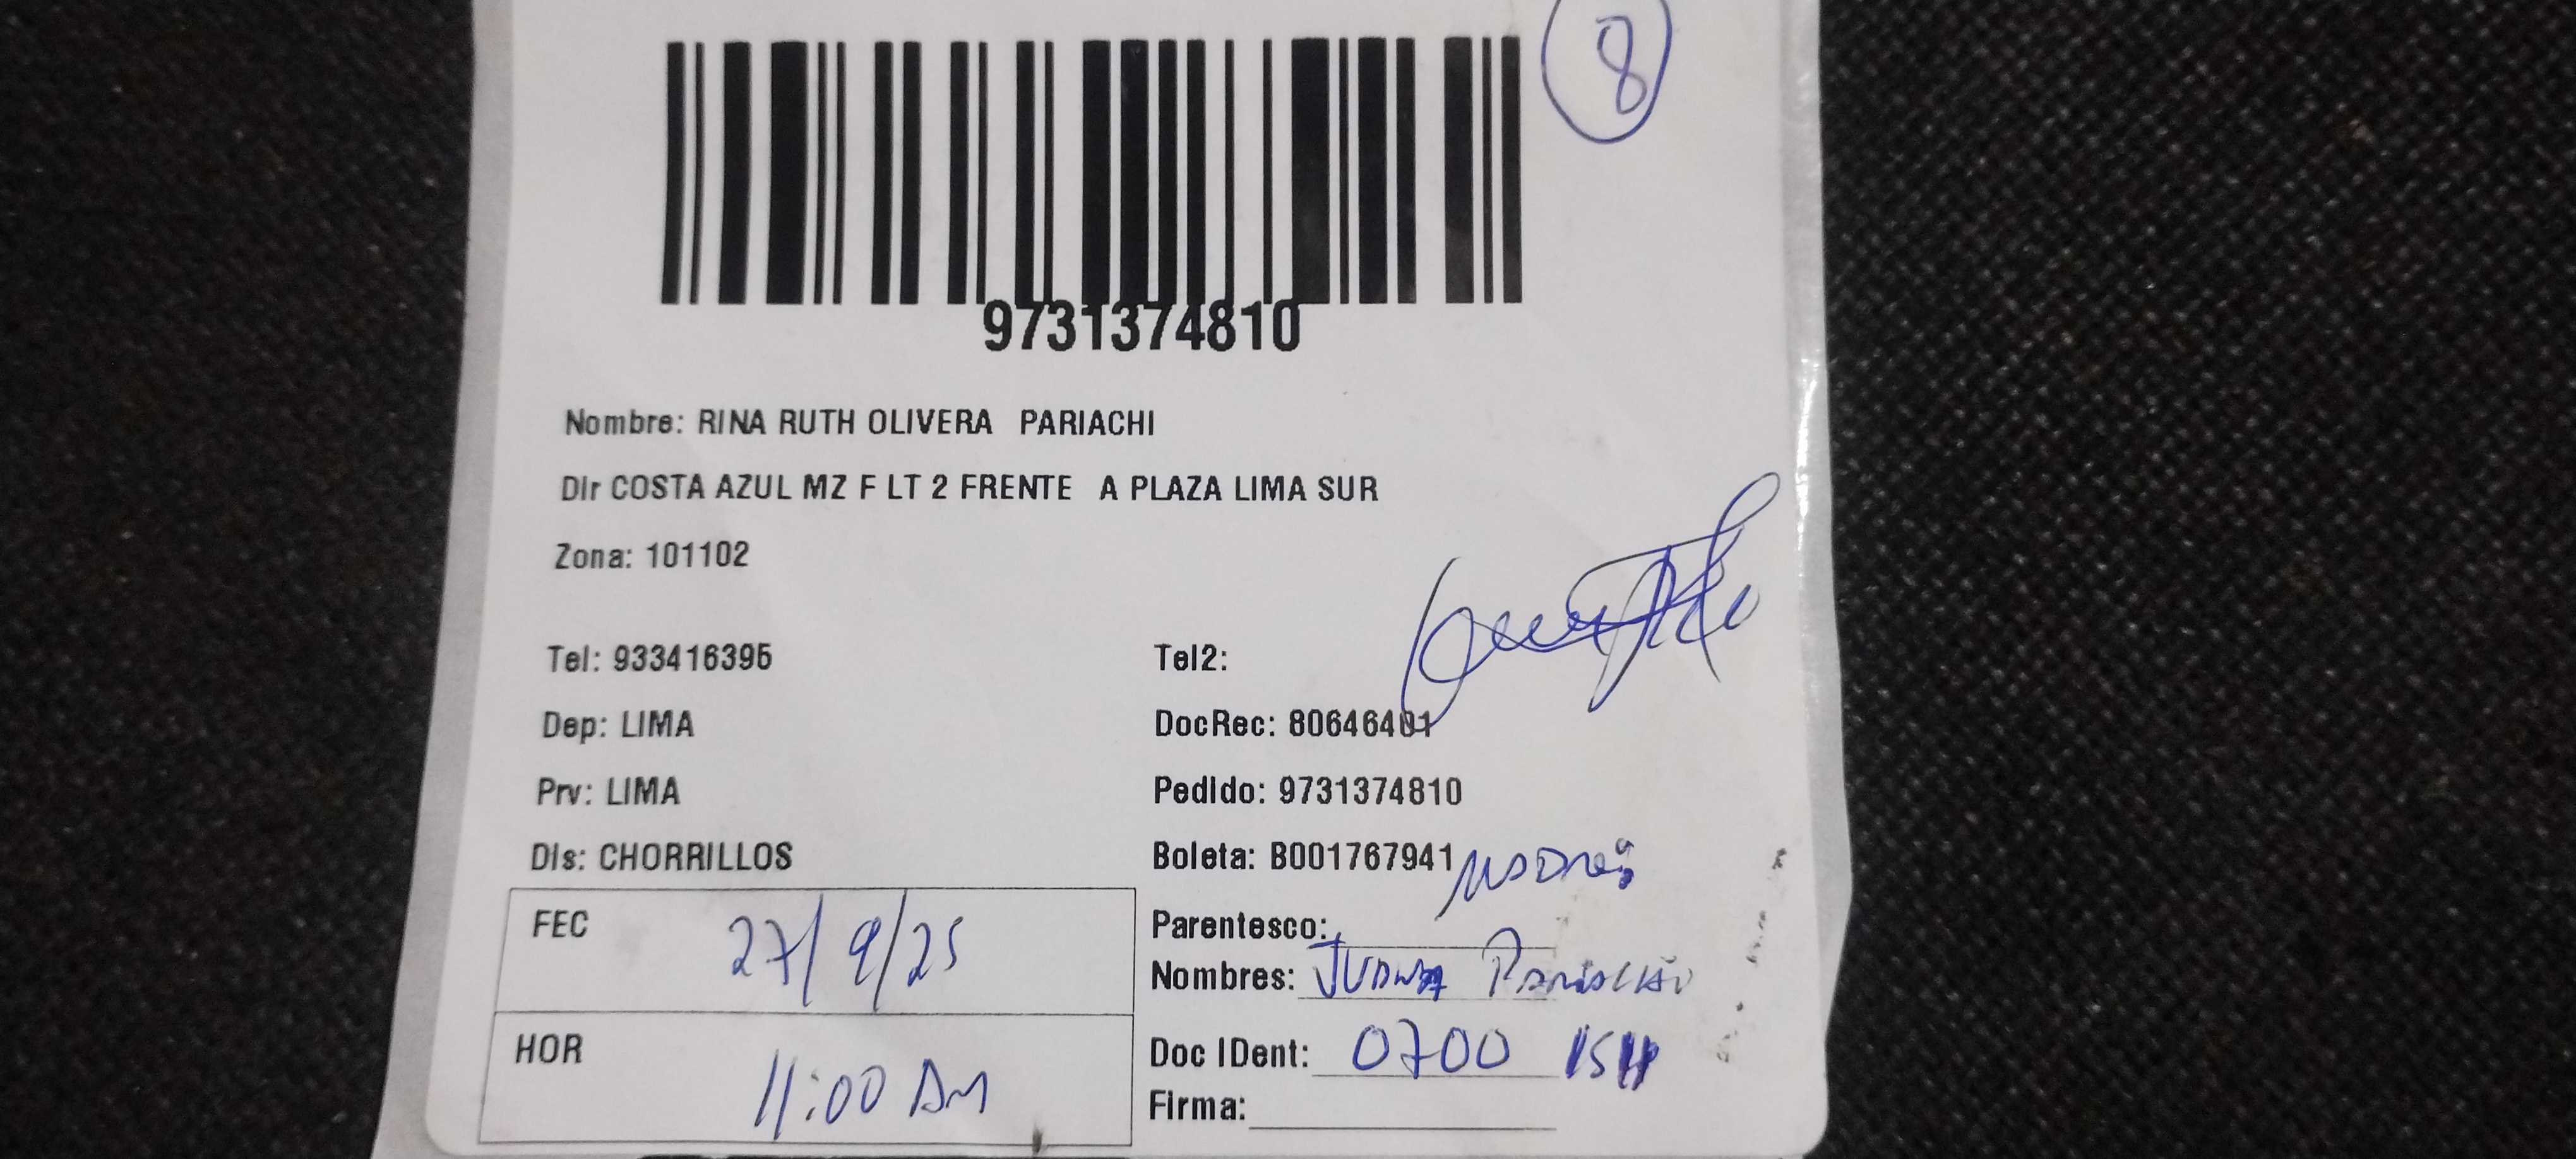 8
9731374810
Nombre: RINA RUTH OLIVERA PARIACHI
Dir COSTA AZUL MZ F LT 2 FRENTE A PLAZA LIMA SUR
Zona: 101102
Tel: 933416395 Tel2:
Dep: LIMA DocRec: 80646401
Prv: LIMA Pedido: 9731374810
Dis: CHORRILLOS Boleta: B001767941
FEC 27/9/25 Parentesco:
Nombres:
HOR 11:00 AM Doc IDent: 0700
Firma: